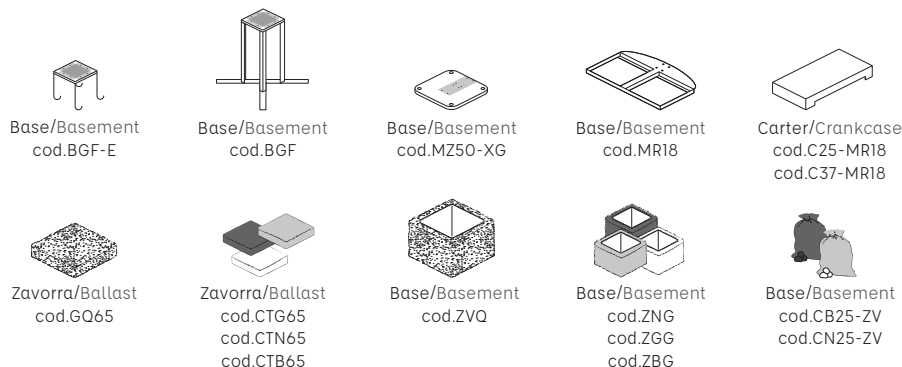 Base/Basement
cod.BGF-E
Base/Basement
cod.BGF
Base/Basement
cod.MZ50-XG
Base/Basement
cod.MR18
Carter/Crankcase
cod.C25-MR18
cod.C37-MR18
Zavorra/Ballast
cod.GQ65
Zavorra/Ballast
cod.CTG65
cod.CTN65
cod.CTB65
Base/Basement
cod.ZVQ
Base/Basement
cod.ZNG
cod.ZGG
cod.ZBG
Base/Basement
cod.CB25-ZV
cod.CN25-ZV